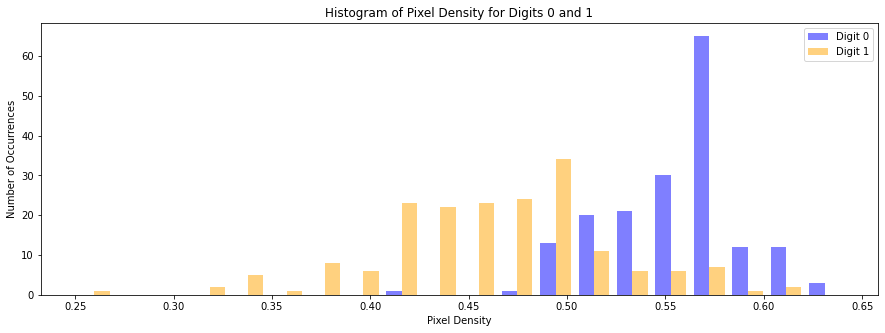 Histogram of Pixel Density for Digits 0 and 1
Digit 0
Digit 1
Number of Occurrences
60
50
40
30
20
10
0
0.25 0.30 0.35 0.40 0.45 0.50 0.55 0.60 0.65
Pixel Density